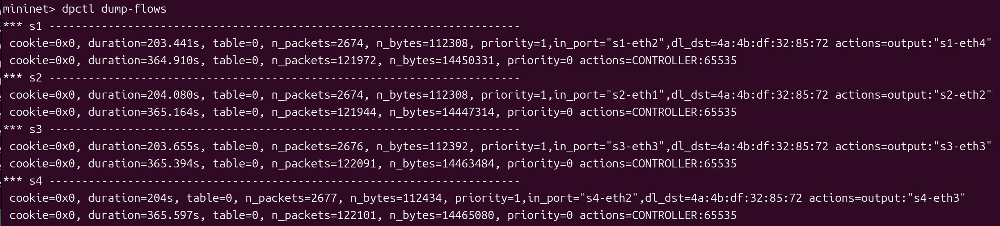 mininet> dpctl dump-flows
*** s1 ------------------------------------------------------------------------
 cookie=0x0, duration=203.441s, table=0, n_packets=2674, n_bytes=112308, priority=1,in_port="s1-eth2",dl_dst=4a:4b:df:32:85:72 actions=output:"s1-eth4"
 cookie=0x0, duration=364.910s, table=0, n_packets=121972, n_bytes=14450331, priority=0 actions=CONTROLLER:65535
*** s2 ------------------------------------------------------------------------
 cookie=0x0, duration=204.080s, table=0, n_packets=2674, n_bytes=112308, priority=1,in_port="s2-eth1",dl_dst=4a:4b:df:32:85:72 actions=output:"s2-eth2"
 cookie=0x0, duration=365.164s, table=0, n_packets=121944, n_bytes=14447314, priority=0 actions=CONTROLLER:65535
*** s3 ------------------------------------------------------------------------
 cookie=0x0, duration=203.655s, table=0, n_packets=2676, n_bytes=112392, priority=1,in_port="s3-eth3",dl_dst=4a:4b:df:32:85:72 actions=output:"s3-eth3"
 cookie=0x0, duration=365.394s, table=0, n_packets=122091, n_bytes=14463484, priority=0 actions=CONTROLLER:65535
*** s4 ------------------------------------------------------------------------
 cookie=0x0, duration=204s, table=0, n_packets=2677, n_bytes=112434, priority=1,in_port="s4-eth2",dl_dst=4a:4b:df:32:85:72 actions=output:"s4-eth3"
 cookie=0x0, duration=365.597s, table=0, n_packets=122101, n_bytes=14465080, priority=0 actions=CONTROLLER:65535